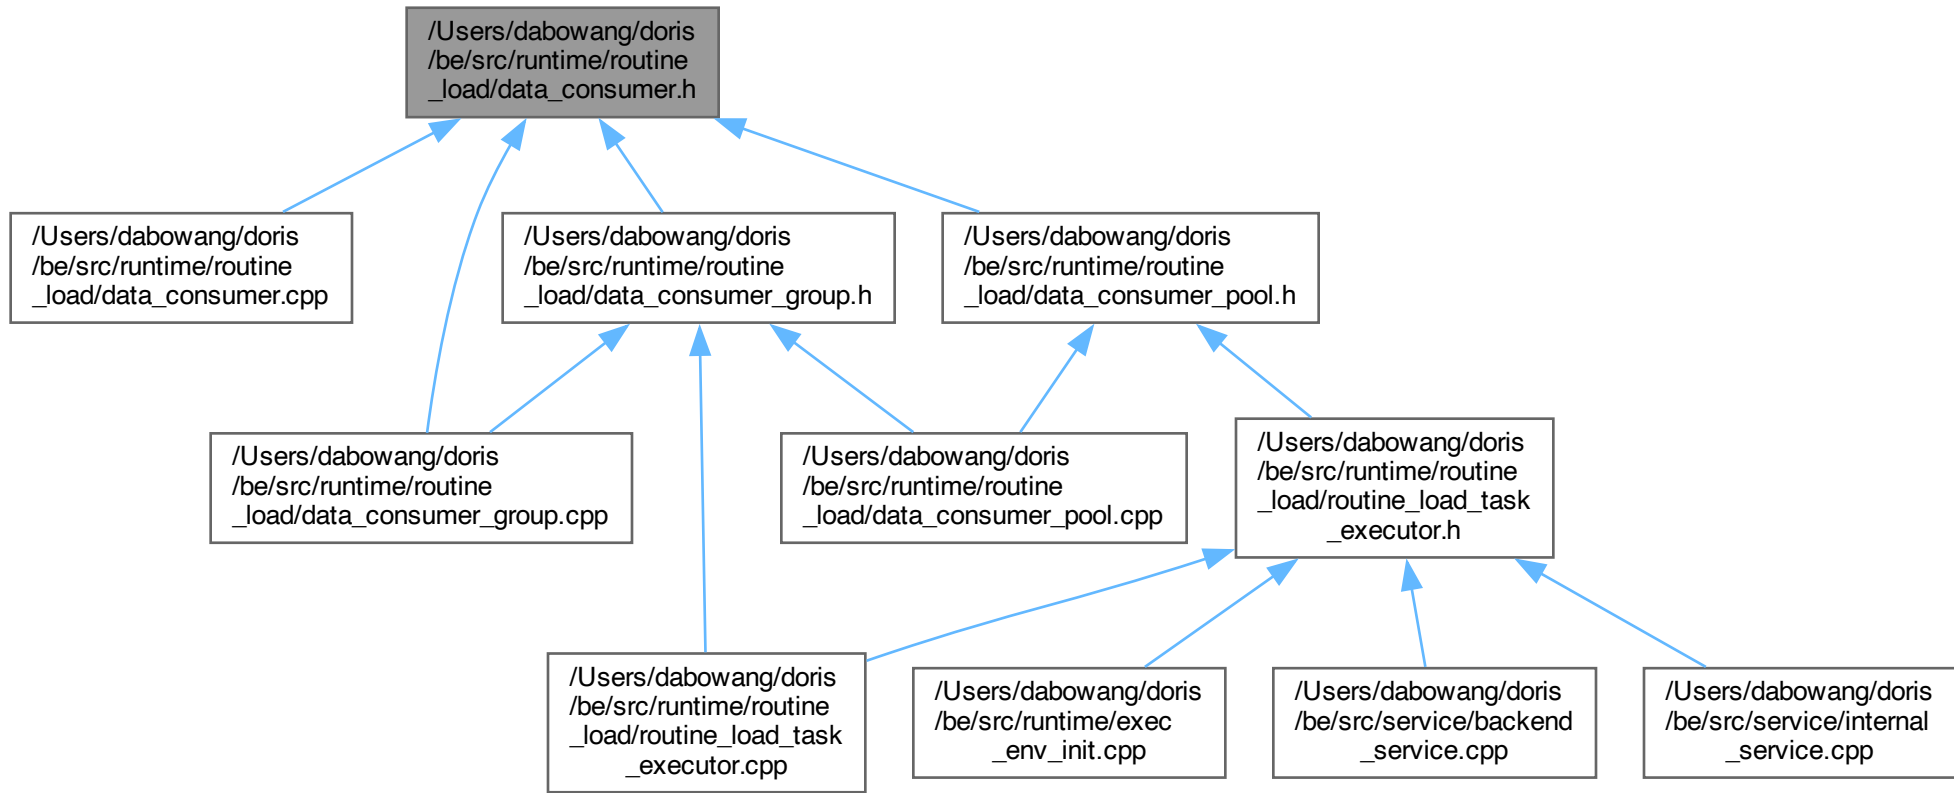 /Users/dabowang/doris
/be/src/runtime/routine
_load/data_consumer.h
/Users/dabowang/doris
/be/src/runtime/routine
_load/data_consumer.cpp
/Users/dabowang/doris
/be/src/runtime/routine
_load/data_consumer_group.h
/Users/dabowang/doris
/be/src/runtime/routine
_load/data_consumer_pool.h
/Users/dabowang/doris
/be/src/runtime/routine
_load/data_consumer_group.cpp
/Users/dabowang/doris
/be/src/runtime/routine
_load/data_consumer_pool.cpp
/Users/dabowang/doris
/be/src/runtime/routine
_load/routine_load_task
_executor.h
/Users/dabowang/doris
/be/src/runtime/routine
_load/routine_load_task
_executor.cpp
/Users/dabowang/doris
/be/src/runtime/exec
_env_init.cpp
/Users/dabowang/doris
/be/src/service/backend
_service.cpp
/Users/dabowang/doris
/be/src/service/internal
_service.cpp